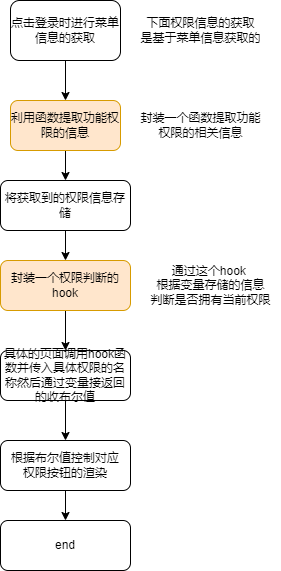 点击登录时进行菜单
信息的获取
下面权限信息的获取
是基于菜单信息获取的
利用函数提取功能权
限的信息
封装一个函数提取功能
权限的相关信息
将获取到的权限信息存
储
封装一个权限判断的
hook
通过这个hook
根据变量存储的信息
判断是否拥有当前权限
具体的页面调用hook函
数并传入具体权限的名
称然后通过变量接返回
的收布尔值
根据布尔值控制对应
权限按钮的渲染
end